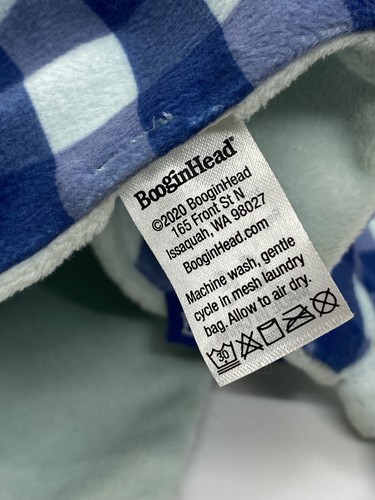 BooginHead®
©2020 BooginHead
165 Front St N
Issaquah, WA 98027
BooginHead.com
Machine wash, gentle
cycle in mesh laundry
bag. Allow to air dry.
30